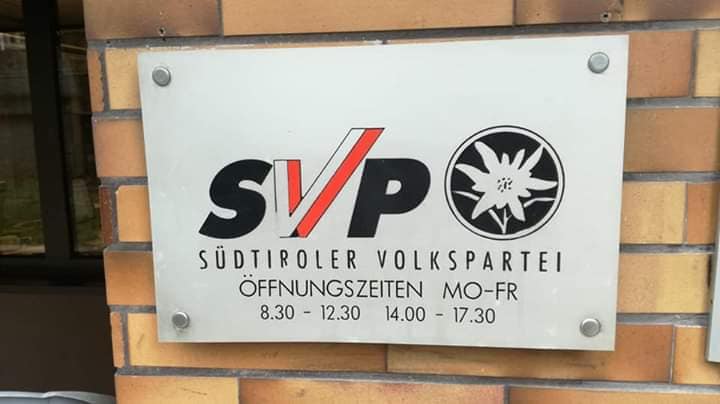 SVP
SÜDTIROLER VOLKSPARTEI
ÖFFNUNGSZEITEN MO-FR
8.30 - 12.30 14.00 - 17.30